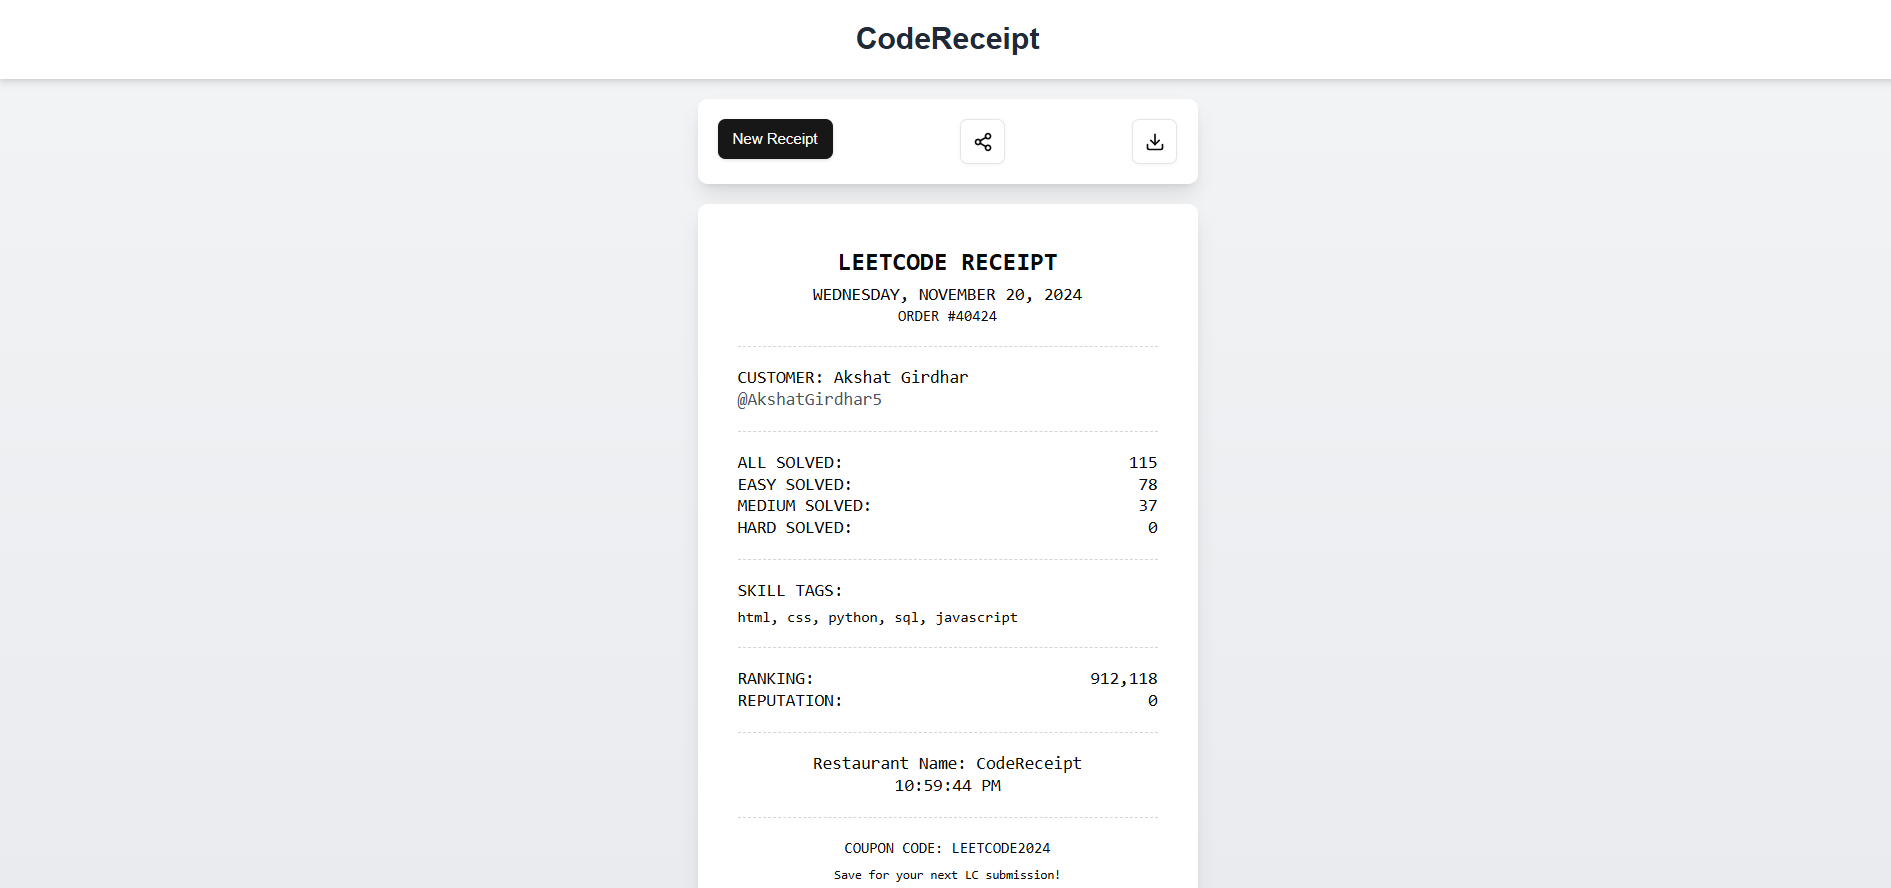 CodeReceipt
New Receipt
LEETCODE RECEIPT
WEDNESDAY, NOVEMBER 20, 2024
ORDER #40424
CUSTOMER: Akshat Girdhar
@AkshatGirdhar5
ALL SOLVED: 115
EASY SOLVED: 78
MEDIUM SOLVED: 37
HARD SOLVED: 0
SKILL TAGS:
html, css, python, sql, javascript
RANKING: 912,118
REPUTATION: 0
Restaurant Name: CodeReceipt
10:59:44 PM
COUPON CODE: LEETCODE2024
Save for your next LC submission!